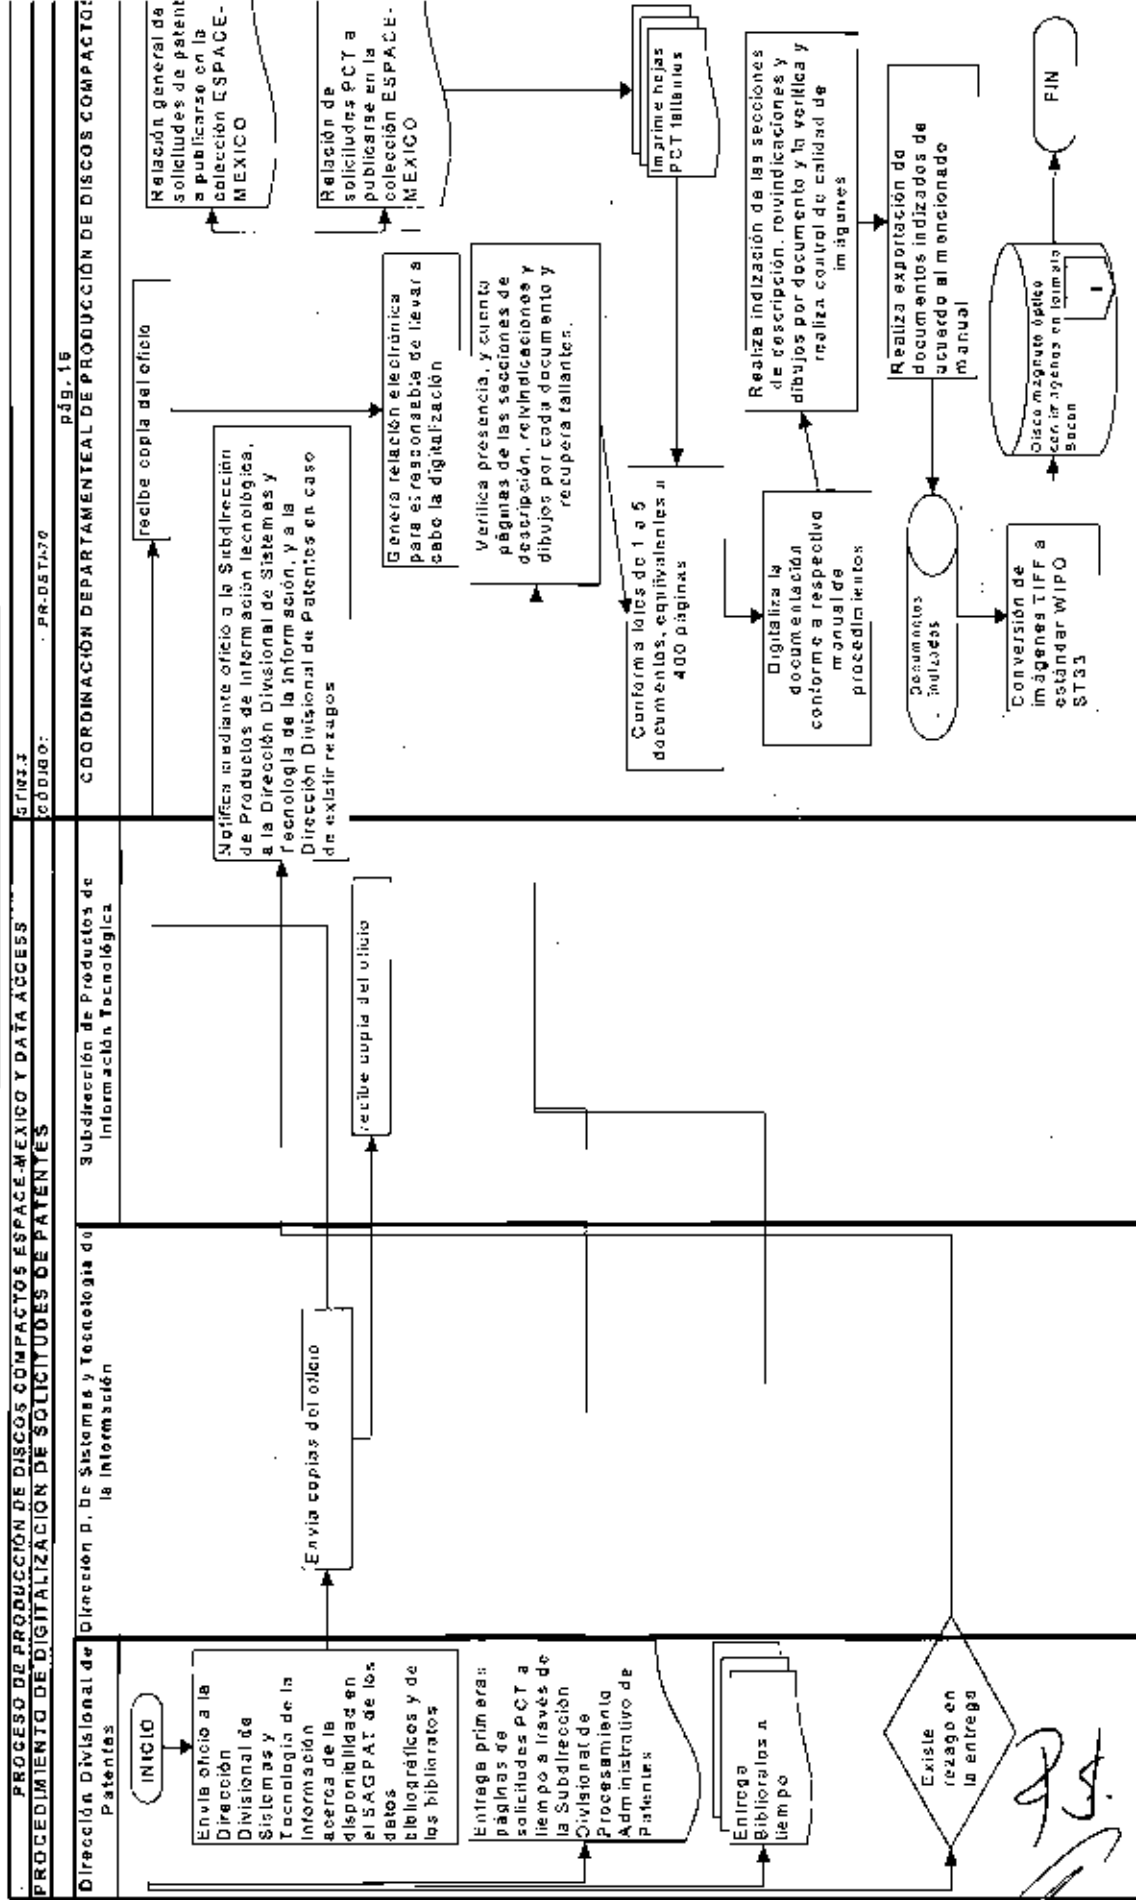 PROCESO DE PRODUCCIÓN DE DISCOS COMPACTOS ESPACE-MEXICO Y DATA ACCESS
PROCEDIMIENTO DE DIGITALIZACIÓN DE SOLICITUDES DE PATENTES
CÓDIGO:
pág. 16
Dirección Divisional de
Patentes
Dirección D. De Sistemas y Tecnología de
la Información
Subdirección de Productos de
Información Tecnológica
COORDINACIÓN DEPARTAMENTEAL DE PRODUCCIÓN DE DISCOS COMPACTOS
INICIO
Envía oficio a la
Dirección
Divisional de
Sistemas y
Tecnología de la
Información
acerca de la
disponibilidad en
el SAGPAT de los
datos
bibliográficos y de
los biblioratos
Entrega primeras
páginas de
solicitudes PCT a
tiempo a través de
la Subdirección
Divisional de
Procesamiento
Administrativo de
Patentes
Entrega
Bibloratos a
tiempo
Existe
rezago en
la entrega
Envia copias del oficio
recibe copia del oficio
recibe copia del oficio
Notifica mediante oficio a la Subdirección
de Productos de Información tecnológica,
a la Dirección Divisional de Sistemas y
Tecnología de la Información, y a la
Dirección Divisional de Patentes en caso
de existir rezagos
Relación general de
solicitudes de patent
a publicarse en la
colección ESPACE-
MEXICO
Relación de
solicitudes PCT a
publicarse en la
colección ESPACE-
MEXICO
Genera relación electrónica
para el responsable de llevar a
cabo la digitalización
Verifica presencia, y cuenta
páginas de las secciones de
descripción, reivindicaciones y
dibujos por cada documento y
recupera faltantes.
Imprime hojas
PCT faltantes
Conforma lotes de 1 a 5
documentos, equivalentes a
400 páginas
Digitaliza la
documentación
conforme a respectivo
manual de
procedimientos
Realiza indización de las secciones
de descripción, reivindicaciones y
dibujos por documento y la verifica y
realiza control de calidad de
imágenes
Realiza exportación de
documentos indizados de
acuerdo al mencionado
manual
Documentos
indizados
Conversión de
imágenes TIFF a
estándar WIPO
ST33
Disco magneto óptico
con imágenes en formato
FIN